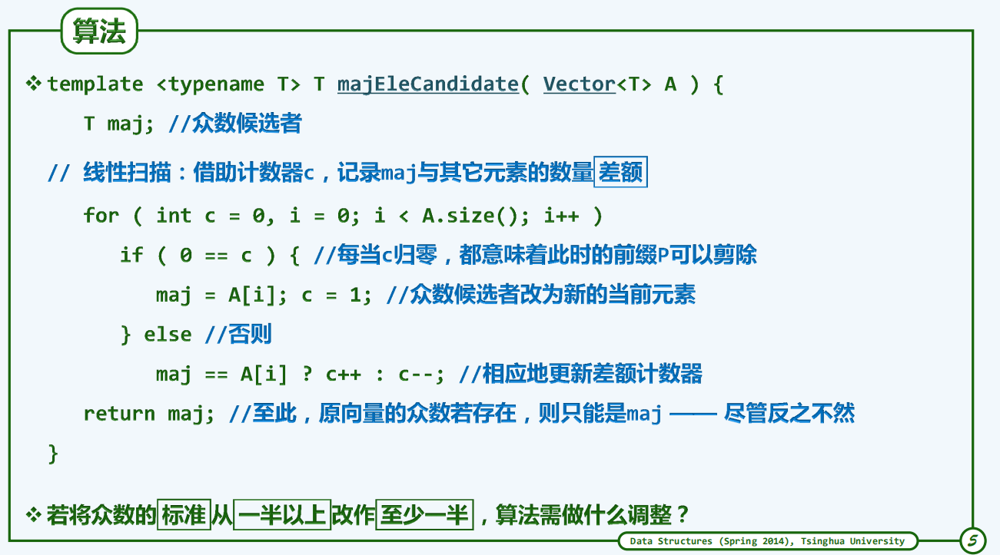 算法
❖ template <typename T> T majEleCandidate( Vector<T> A ) {
T maj; //众数候选者
// 线性扫描：借助计数器c，记录maj与其它元素的数量差额
for ( int c = 0, i = 0; i < A.size(); i++ )
if ( 0 == c ) { //每当c归零，都意味着此时的前缀P可以剪除
maj = A[i]; c = 1; //众数候选者改为新的当前元素
} else //否则
maj == A[i] ? c++ : c--; //相应地更新差额计数器
return maj; //至此，原向量的众数若存在，则只能是maj —— 尽管反之不然
}
❖ 若将众数的标准从一半以上改作至少一半，算法需做什么调整？
Data Structures (Spring 2014), Tsinghua University
5